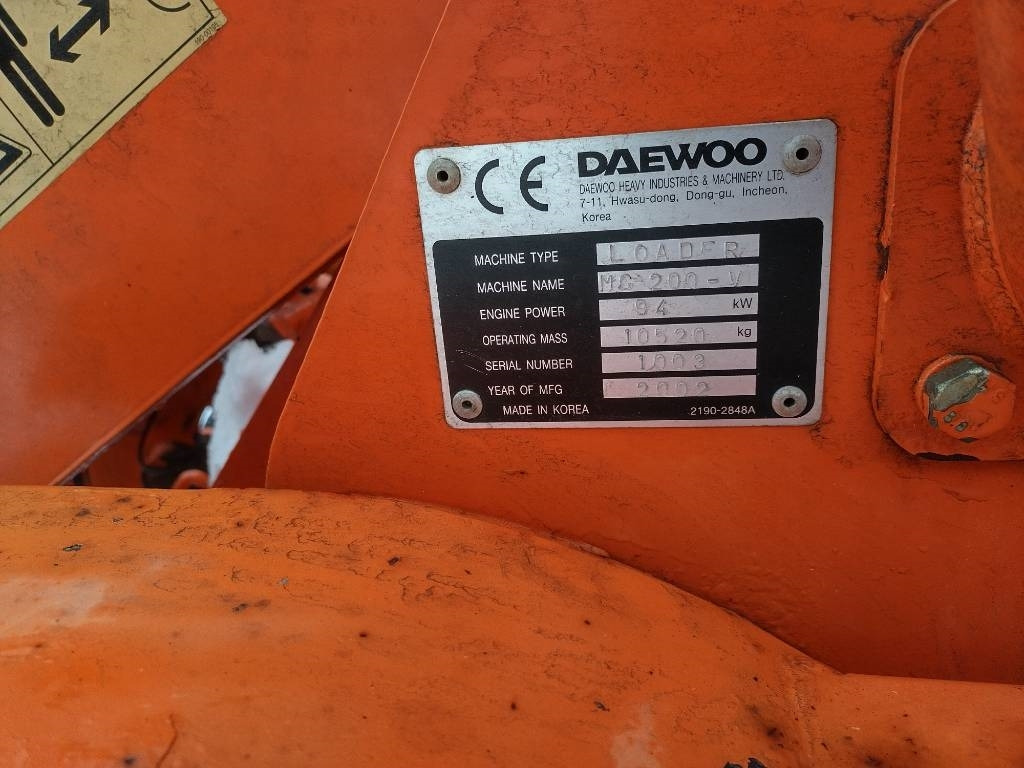 CE DAEWOO
DAEWOO HEAVY INDUSTRIES & MACHINERY LTD.
7-11, Hwasu-dong, Dong-gu, Incheon,
Korea
MACHINE TYPE LOADER
MACHINE NAME MG 200-V
ENGINE POWER 94 kW
OPERATING MASS 10520 kg
SERIAL NUMBER 1003
YEAR OF MFG 2002
MADE IN KOREA 2190-2848A